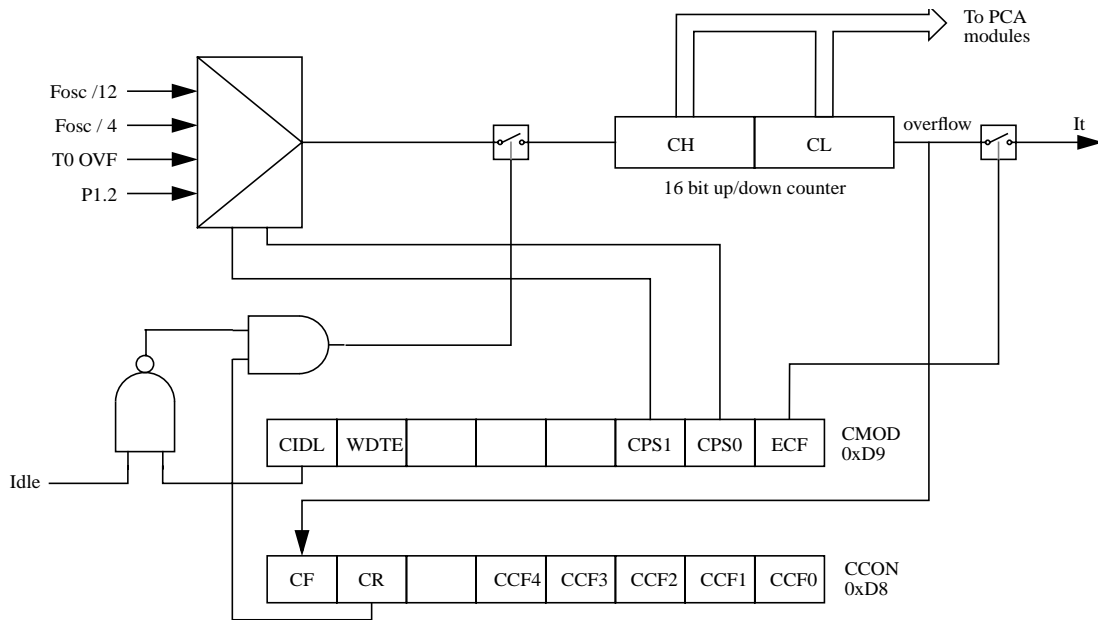 To PCA
modules
Fosc /12
Fosc / 4
T0 OVF
P1.2
CH
CL
overflow
It
16 bit up/down counter
CIDL
WDTE
CPS1
CPS0
ECF
CMOD
0xD9
Idle
CF
CR
CCF4
CCF3
CCF2
CCF1
CCF0
CCON
0xD8